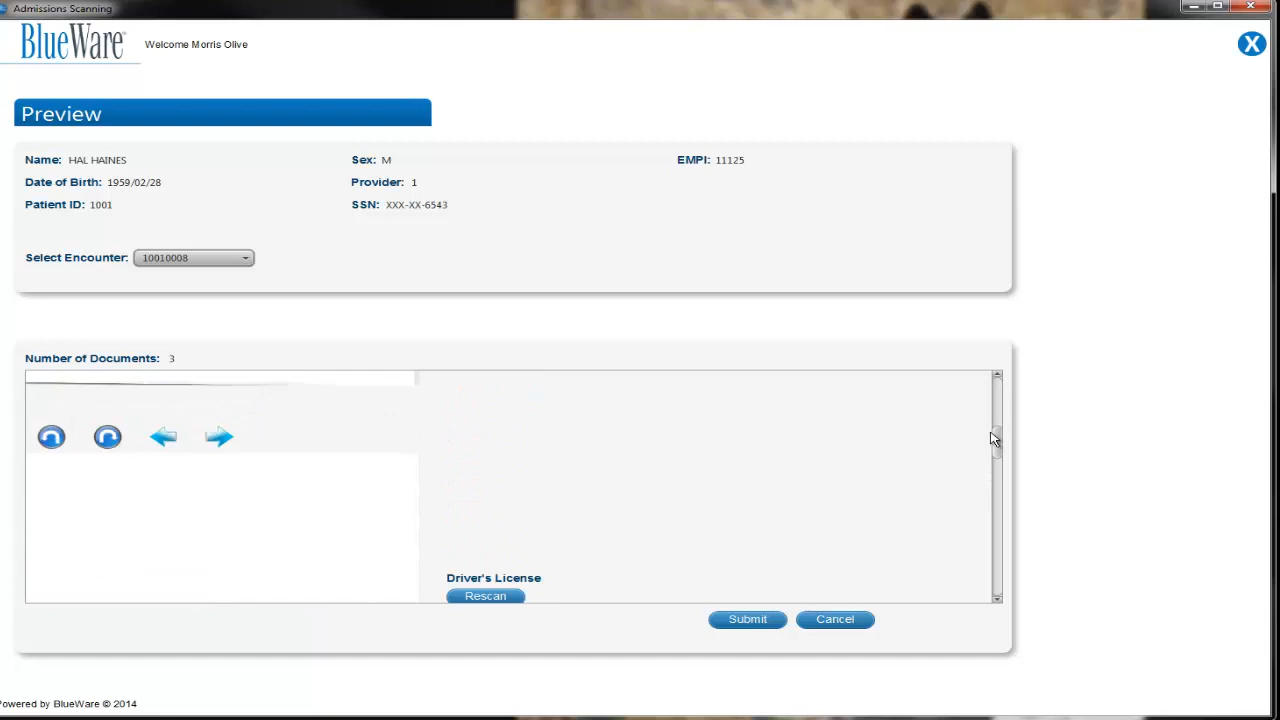 Admissions Scanning
BlueWare
Welcome Morris Olive
X
Preview
Name: HAL HAINES
Sex: M
EMPI: 11125
Date of Birth: 1959/02/28
Provider: 1
Patient ID: 1001
SSN: XXX-XX-6543
Select Encounter: 10010008
Number of Documents: 3
Driver's License
Rescan
Submit
Cancel
Powered by BlueWare © 2014